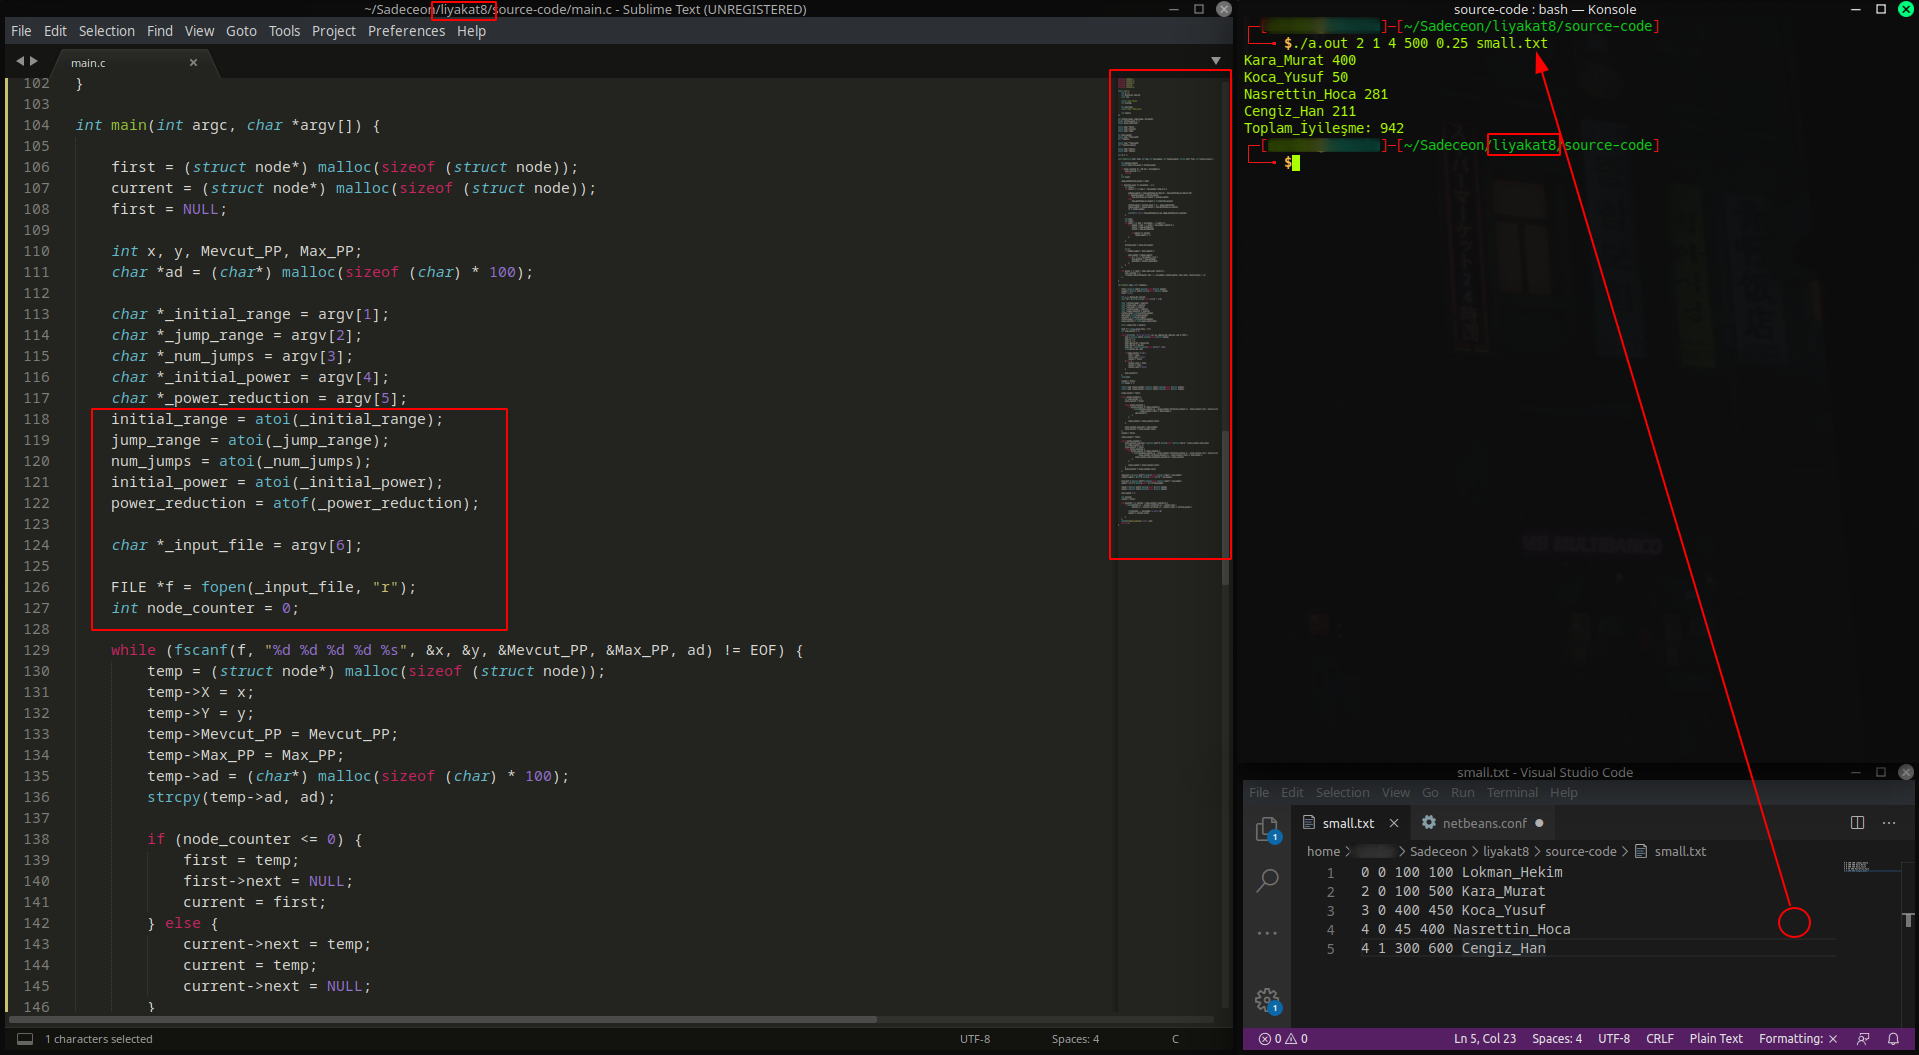 ~/Sadeceon/liyakat8/source-code/main.c - Sublime Text (UNREGISTERED)
File Edit Selection Find View Goto Tools Project Preferences Help
main.c
102 }
103
104 int main(int argc, char *argv[]) {
105
106 first = (struct node*) malloc(sizeof (struct node));
107 current = (struct node*) malloc(sizeof (struct node));
108 first = NULL;
109
110 int x, y, Mevcut_PP, Max_PP;
111 char *ad = (char*) malloc(sizeof (char) * 100);
112
113 char *_initial_range = argv[1];
114 char *_jump_range = argv[2];
115 char *_num_jumps = argv[3];
116 char *_initial_power = argv[4];
117 char *_power_reduction = argv[5];
118 initial_range = atoi(_initial_range);
119 jump_range = atoi(_jump_range);
120 num_jumps = atoi(_num_jumps);
121 initial_power = atoi(_initial_power);
122 power_reduction = atof(_power_reduction);
123
124 char *_input_file = argv[6];
125
126 FILE *f = fopen(_input_file, "r");
127 int node_counter = 0;
128
129 while (fscanf(f, "%d %d %d %d %s", &x, &y, &Mevcut_PP, &Max_PP, ad) != EOF) {
130 temp = (struct node*) malloc(sizeof (struct node));
131 temp->X = x;
132 temp->Y = y;
133 temp->Mevcut_PP = Mevcut_PP;
134 temp->Max_PP = Max_PP;
135 temp->ad = (char*) malloc(sizeof (char) * 100);
136 strcpy(temp->ad, ad);
137
138 if (node_counter <= 0) {
139 first = temp;
140 first->next = NULL;
141 current = first;
142 } else {
143 current->next = temp;
144 current = temp;
145 current->next = NULL;
146 }
1 characters selected
UTF-8
Spaces: 4
C
source-code : bash — Konsole
[ ]─[~/Sadeceon/liyakat8/source-code]
$./a.out 2 1 4 500 0.25 small.txt
Kara_Murat 400
Koca_Yusuf 50
Nasrettin_Hoca 281
Cengiz_Han 211
Toplam_İyileşme: 942
[ ]─[~/Sadeceon/liyakat8/source-code]
$
small.txt - Visual Studio Code
File Edit Selection View Go Run Terminal Help
small.txt
netbeans.conf
home > > Sadeceon > liyakat8 > source-code > small.txt
1 0 0 100 100 Lokman_Hekim
2 2 0 100 500 Kara_Murat
3 3 0 400 450 Koca_Yusuf
4 4 0 45 400 Nasrettin_Hoca
5 4 1 300 600 Cengiz_Han
1
1
0 0
Ln 5, Col 23 Spaces: 4 UTF-8 CRLF Plain Text Formatting: ×